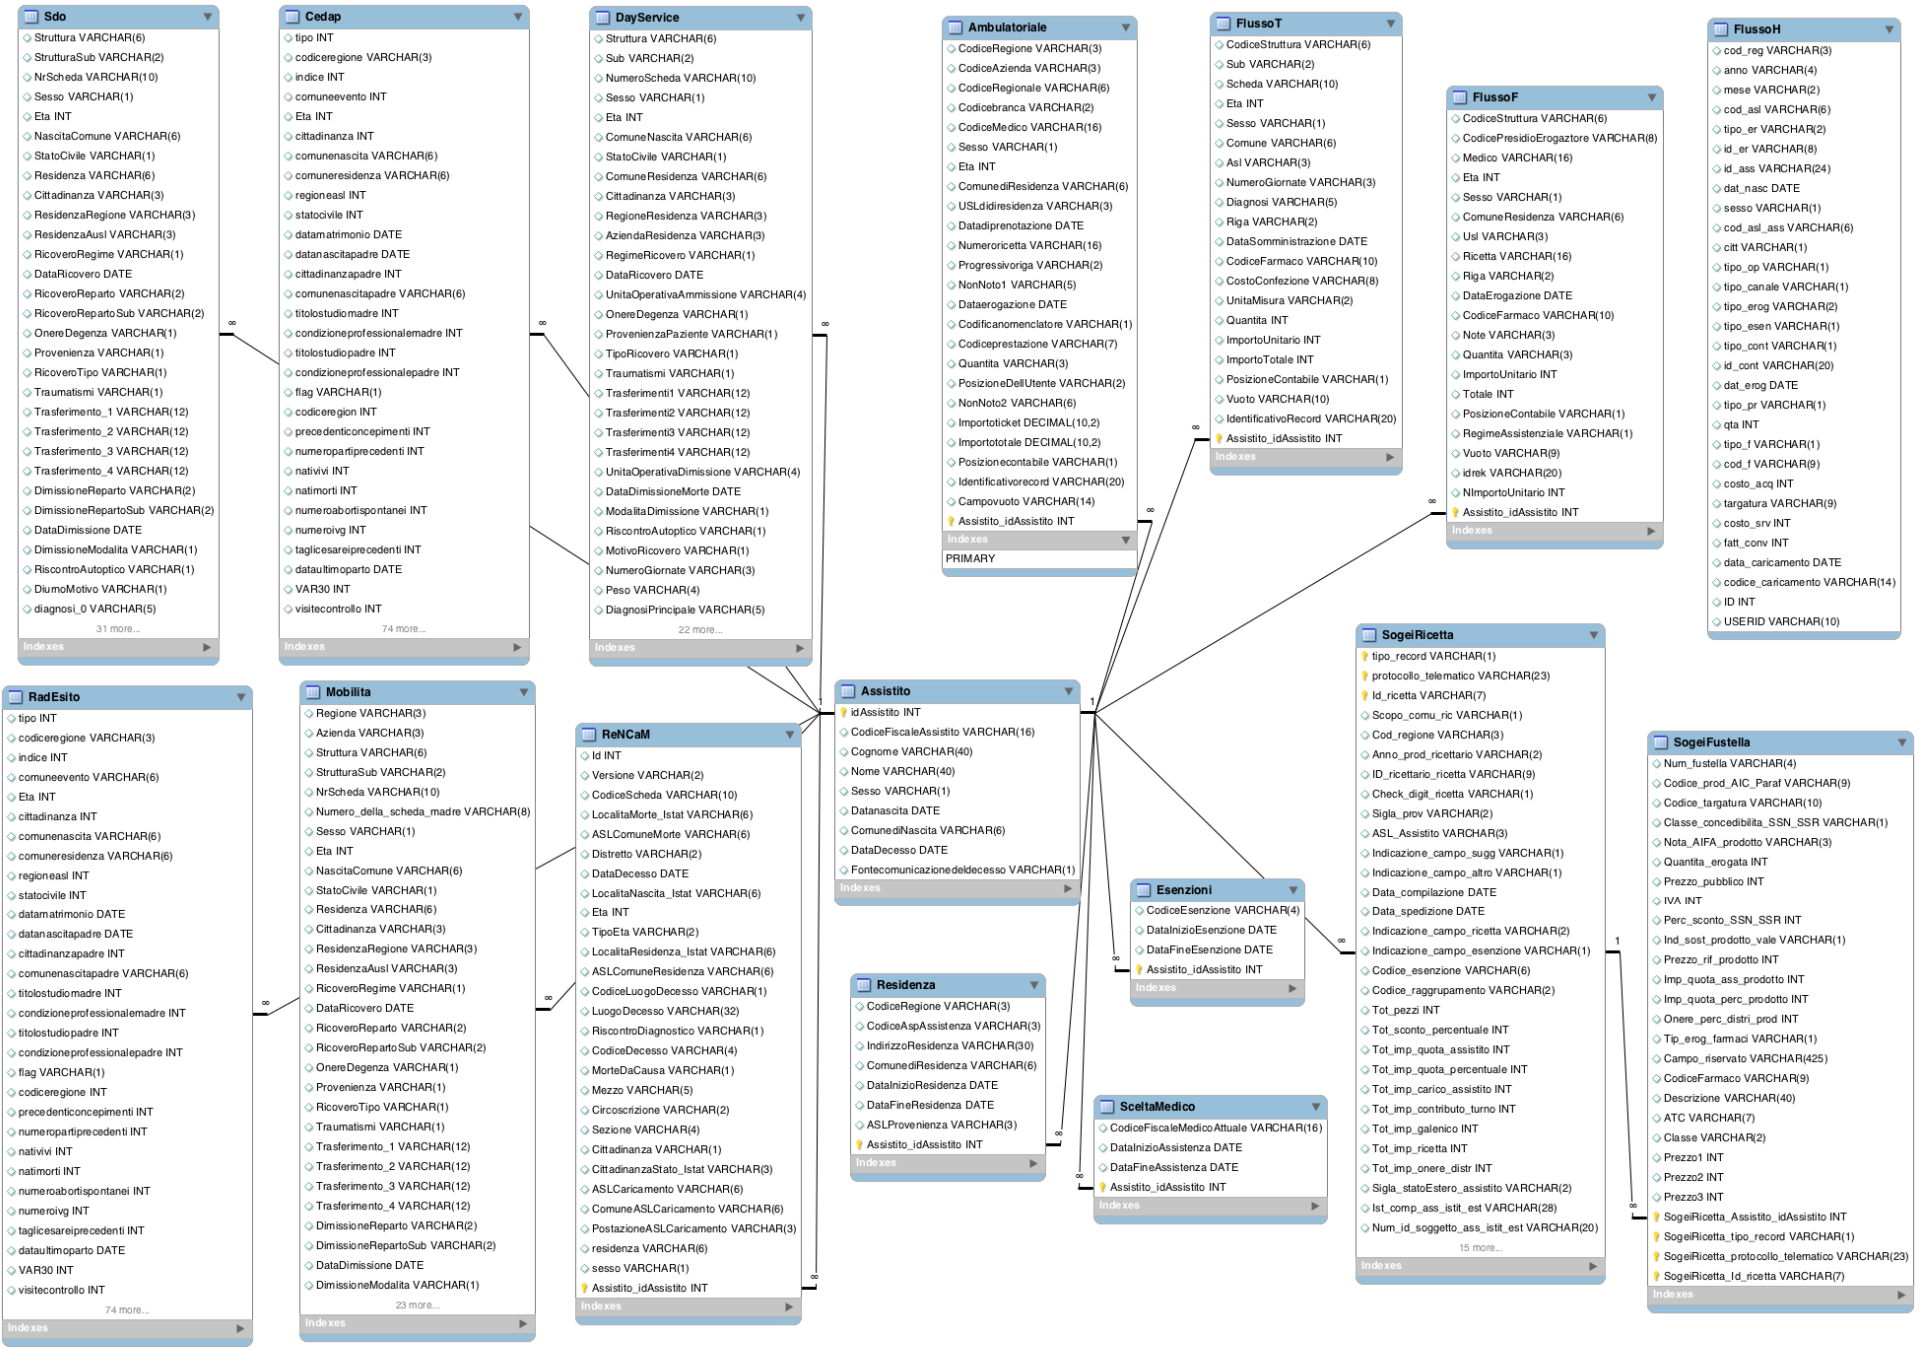 Sdo
Struttura VARCHAR(6)
StrutturaSub VARCHAR(2)
NrScheda VARCHAR(10)
Sesso VARCHAR(1)
Eta INT
NascitaComune VARCHAR(6)
StatoCivile VARCHAR(1)
Residenza VARCHAR(6)
Cittadinanza VARCHAR(3)
ResidenzaRegione VARCHAR(3)
ResidenzaAusl VARCHAR(3)
RicoveroRegime VARCHAR(1)
DataRicovero DATE
RicoveroReparto VARCHAR(2)
RicoveroRepartoSub VARCHAR(2)
OnereDegenza VARCHAR(1)
Provenienza VARCHAR(1)
RicoveroTipo VARCHAR(1)
Traumatismi VARCHAR(1)
Trasferimento_1 VARCHAR(12)
Trasferimento_2 VARCHAR(12)
Trasferimento_3 VARCHAR(12)
Trasferimento_4 VARCHAR(12)
DimissioneReparto VARCHAR(2)
DimissioneRepartoSub VARCHAR(2)
DataDimissione DATE
DimissioneModalita VARCHAR(1)
RiscontroAutoptico VARCHAR(1)
DiurnoMotivo VARCHAR(1)
diagnosi_0 VARCHAR(5)
31 more...
Indexes
Cedap
tipo INT
codiceregione VARCHAR(3)
indice INT
comuneevento INT
Eta INT
cittadinanza INT
comunenascita VARCHAR(6)
comuneresidenza VARCHAR(6)
regioneasl INT
statocivile INT
datamatrimonio DATE
datanascitapadre DATE
cittadinanzapadre INT
comunenascitapadre VARCHAR(6)
titolostudiomadre INT
condizioneprofessionalemadre INT
titolostudiopadre INT
condizioneprofessionalepadre INT
flag VARCHAR(1)
codiceregion INT
precedenticoncepimenti INT
numeropartiprecedenti INT
nativivi INT
natimorti INT
numeroabortispontanei INT
numeroivg INT
taglicesareiprecedenti INT
dataultimoparto DATE
VAR30 INT
visitecontrollo INT
74 more...
Indexes
DayService
Struttura VARCHAR(6)
Sub VARCHAR(2)
NumeroScheda VARCHAR(10)
Sesso VARCHAR(1)
Eta INT
ComuneNascita VARCHAR(6)
StatoCivile VARCHAR(1)
ComuneResidenza VARCHAR(6)
Cittadinanza VARCHAR(3)
RegioneResidenza VARCHAR(3)
AziendaResidenza VARCHAR(3)
RegimeRicovero VARCHAR(1)
DataRicovero DATE
UnitaOperativaAmmissione VARCHAR(4)
OnereDegenza VARCHAR(1)
ProvenienzaPaziente VARCHAR(1)
TipoRicovero VARCHAR(1)
Traumatismi VARCHAR(1)
Trasferimenti1 VARCHAR(12)
Trasferimenti2 VARCHAR(12)
Trasferimenti3 VARCHAR(12)
Trasferimenti4 VARCHAR(12)
UnitaOperativaDimissione VARCHAR(4)
DataDimissioneMorte DATE
ModalitaDimissione VARCHAR(1)
RiscontroAutoptico VARCHAR(1)
MotivoRicovero VARCHAR(1)
NumeroGiornate VARCHAR(3)
Peso VARCHAR(4)
DiagnosiPrincipale VARCHAR(5)
22 more...
Indexes
Ambulatoriale
CodiceRegione VARCHAR(3)
CodiceAzienda VARCHAR(3)
CodiceRegionale VARCHAR(6)
Codicebranca VARCHAR(2)
CodiceMedico VARCHAR(16)
Sesso VARCHAR(1)
Eta INT
ComunediResidenza VARCHAR(6)
USLdidiresidenza VARCHAR(3)
Datadiprenotazione DATE
Numeroricetta VARCHAR(16)
Progressivoriga VARCHAR(2)
NonNoto1 VARCHAR(5)
Dataerogazione DATE
Codificanomenclatore VARCHAR(1)
Codiceprestazione VARCHAR(7)
Quantita VARCHAR(3)
PosizioneDellUtente VARCHAR(2)
NonNoto2 VARCHAR(6)
Importoticket DECIMAL(10,2)
Importototale DECIMAL(10,2)
Posizionecontabile VARCHAR(1)
Identificativorecord VARCHAR(20)
Campovuoto VARCHAR(14)
Assistito_idAssistito INT
Indexes
PRIMARY
FlussoT
CodiceStruttura VARCHAR(6)
Sub VARCHAR(2)
Scheda VARCHAR(10)
Eta INT
Sesso VARCHAR(1)
Comune VARCHAR(6)
Asl VARCHAR(3)
NumeroGiornate VARCHAR(3)
Diagnosi VARCHAR(5)
Riga VARCHAR(2)
DataSomministrazione DATE
CodiceFarmaco VARCHAR(10)
CostoConfezione VARCHAR(8)
UnitaMisura VARCHAR(2)
Quantita INT
ImportoUnitario INT
ImportoTotale INT
PosizioneContabile VARCHAR(1)
Vuoto VARCHAR(10)
IdentificativoRecord VARCHAR(20)
Assistito_idAssistito INT
Indexes
FlussoF
CodiceStruttura VARCHAR(6)
CodicePresidioErogaztore VARCHAR(8)
Medico VARCHAR(16)
Eta INT
Sesso VARCHAR(1)
ComuneResidenza VARCHAR(6)
Usl VARCHAR(3)
Ricetta VARCHAR(16)
Riga VARCHAR(2)
DataErogazione DATE
CodiceFarmaco VARCHAR(10)
Note VARCHAR(3)
Quantita VARCHAR(3)
ImportoUnitario INT
Totale INT
PosizioneContabile VARCHAR(1)
RegimeAssistenziale VARCHAR(1)
Vuoto VARCHAR(9)
idrek VARCHAR(20)
NImportoUnitario INT
Assistito_idAssistito INT
Indexes
FlussoH
cod_reg VARCHAR(3)
anno VARCHAR(4)
mese VARCHAR(2)
cod_asl VARCHAR(6)
tipo_er VARCHAR(2)
id_er VARCHAR(8)
id_ass VARCHAR(24)
dat_nasc DATE
sesso VARCHAR(1)
cod_asl_ass VARCHAR(6)
citt VARCHAR(1)
tipo_op VARCHAR(1)
tipo_canale VARCHAR(1)
tipo_erog VARCHAR(2)
tipo_esen VARCHAR(1)
tipo_cont VARCHAR(1)
id_cont VARCHAR(20)
dat_erog DATE
tipo_pr VARCHAR(1)
qta INT
tipo_f VARCHAR(1)
cod_f VARCHAR(9)
costo_acq INT
targatura VARCHAR(9)
costo_srv INT
fatt_conv INT
data_caricamento DATE
codice_caricamento VARCHAR(14)
ID INT
USERID VARCHAR(10)
RadEsito
tipo INT
codiceregione VARCHAR(3)
indice INT
comuneevento VARCHAR(6)
Eta INT
cittadinanza INT
comunenascita VARCHAR(6)
comuneresidenza VARCHAR(6)
regioneasl INT
statocivile INT
datamatrimonio DATE
datanascitapadre DATE
cittadinanzapadre INT
comunenascitapadre VARCHAR(6)
titolostudiomadre INT
condizioneprofessionalemadre INT
titolostudiopadre INT
condizioneprofessionalepadre INT
flag VARCHAR(1)
codiceregione INT
precedenticoncepimenti INT
numeropartiprecedenti INT
nativivi INT
natimorti INT
numeroabortispontanei INT
numeroivg INT
taglicesareiprecedenti INT
dataultimoparto DATE
VAR30 INT
visitecontrollo INT
74 more...
Indexes
Mobilita
Regione VARCHAR(3)
Azienda VARCHAR(3)
Struttura VARCHAR(6)
StrutturaSub VARCHAR(2)
NrScheda VARCHAR(10)
Numero_della_scheda_madre VARCHAR(8)
Sesso VARCHAR(1)
Eta INT
NascitaComune VARCHAR(6)
StatoCivile VARCHAR(1)
Residenza VARCHAR(6)
Cittadinanza VARCHAR(3)
ResidenzaRegione VARCHAR(3)
ResidenzaAusl VARCHAR(3)
RicoveroRegime VARCHAR(1)
DataRicovero DATE
RicoveroReparto VARCHAR(2)
RicoveroRepartoSub VARCHAR(2)
OnereDegenza VARCHAR(1)
Provenienza VARCHAR(1)
RicoveroTipo VARCHAR(1)
Traumatismi VARCHAR(1)
Trasferimento_1 VARCHAR(12)
Trasferimento_2 VARCHAR(12)
Trasferimento_3 VARCHAR(12)
Trasferimento_4 VARCHAR(12)
DimissioneReparto VARCHAR(2)
DimissioneRepartoSub VARCHAR(2)
DataDimissione DATE
DimissioneModalita VARCHAR(1)
23 more...
Indexes
ReNCaM
Id INT
Versione VARCHAR(2)
CodiceScheda VARCHAR(10)
LocalitaMorte_Istat VARCHAR(6)
ASLComuneMorte VARCHAR(6)
Distretto VARCHAR(2)
DataDecesso DATE
LocalitaNascita_Istat VARCHAR(6)
Eta INT
TipoEta VARCHAR(2)
LocalitaResidenza_Istat VARCHAR(6)
ASLComuneResidenza VARCHAR(6)
CodiceLuogoDecesso VARCHAR(1)
LuogoDecesso VARCHAR(32)
RiscontroDiagnostico VARCHAR(1)
CodiceDecesso VARCHAR(4)
MorteDaCausa VARCHAR(1)
Mezzo VARCHAR(5)
Circoscrizione VARCHAR(2)
Sezione VARCHAR(4)
Cittadinanza VARCHAR(1)
CittadinanzaStato_Istat VARCHAR(3)
ASLCaricamento VARCHAR(6)
ComuneASLCaricamento VARCHAR(6)
PostazioneASLCaricamento VARCHAR(3)
residenza VARCHAR(6)
sesso VARCHAR(1)
Assistito_idAssistito INT
Indexes
Assistito
idAssistito INT
CodiceFiscaleAssistito VARCHAR(16)
Cognome VARCHAR(40)
Nome VARCHAR(40)
Sesso VARCHAR(1)
Datanascita DATE
ComunediNascita VARCHAR(6)
DataDecesso DATE
Fontecomunicazionedeldecesso VARCHAR(1)
Indexes
Residenza
CodiceRegione VARCHAR(3)
CodiceAspAssistenza VARCHAR(3)
IndirizzoResidenza VARCHAR(30)
ComunediResidenza VARCHAR(6)
DataInizioResidenza DATE
DataFineResidenza DATE
ASLProvenienza VARCHAR(3)
Assistito_idAssistito INT
Indexes
Esenzioni
CodiceEsenzione VARCHAR(4)
DataInizioEsenzione DATE
DataFineEsenzione DATE
Assistito_idAssistito INT
Indexes
SceltaMedico
CodiceFiscaleMedicoAttuale VARCHAR(16)
DataInizioAssistenza DATE
DataFineAssistenza DATE
Assistito_idAssistito INT
Indexes
SogeiRicetta
tipo_record VARCHAR(1)
protocollo_telematico VARCHAR(23)
Id_ricetta VARCHAR(7)
Scopo_comu_ric VARCHAR(1)
Cod_regione VARCHAR(3)
Anno_prod_ricettario VARCHAR(2)
ID_ricettario_ricetta VARCHAR(9)
Check_digit_ricetta VARCHAR(1)
Sigla_prov VARCHAR(2)
ASL_Assistito VARCHAR(3)
Indicazione_campo_sugg VARCHAR(1)
Indicazione_campo_altro VARCHAR(1)
Data_compilazione DATE
Data_spedizione DATE
Indicazione_campo_ricetta VARCHAR(2)
Indicazione_campo_esenzione VARCHAR(1)
Codice_esenzione VARCHAR(6)
Codice_raggrupamento VARCHAR(2)
Tot_pezzi INT
Tot_sconto_percentuale INT
Tot_imp_quota_assistito INT
Tot_imp_quota_percentuale INT
Tot_imp_carico_assistito INT
Tot_imp_contributo_turno INT
Tot_imp_galenico INT
Tot_imp_ricetta INT
Tot_imp_onere_distr INT
Sigla_statoEstero_assistito VARCHAR(2)
Ist_comp_ass_istit_est VARCHAR(28)
Num_id_soggetto_ass_istit_est VARCHAR(20)
15 more...
Indexes
SogeiFustella
Num_fustella VARCHAR(4)
Codice_prod_AIC_Paraf VARCHAR(9)
Codice_targatura VARCHAR(10)
Classe_concedibilita_SSN_SSR VARCHAR(1)
Nota_AIFA_prodotto VARCHAR(3)
Quantita_erogata INT
Prezzo_pubblico INT
IVA INT
Perc_sconto_SSN_SSR INT
Ind_sost_prodotto_vale VARCHAR(1)
Prezzo_rif_prodotto INT
Imp_quota_ass_prodotto INT
Imp_quota_perc_prodotto INT
Onere_perc_distri_prod INT
Tip_erog_farmaci VARCHAR(1)
Campo_riservato VARCHAR(425)
CodiceFarmaco VARCHAR(9)
Descrizione VARCHAR(40)
ATC VARCHAR(7)
Classe VARCHAR(2)
Prezzo1 INT
Prezzo2 INT
Prezzo3 INT
SogeiRicetta_Assistito_idAssistito INT
SogeiRicetta_tipo_record VARCHAR(1)
SogeiRicetta_protocollo_telematico VARCHAR(23)
SogeiRicetta_Id_ricetta VARCHAR(7)
Indexes
∞
∞
∞
∞
∞
∞
1
1
∞
∞
∞
∞
∞
∞
∞
1
∞